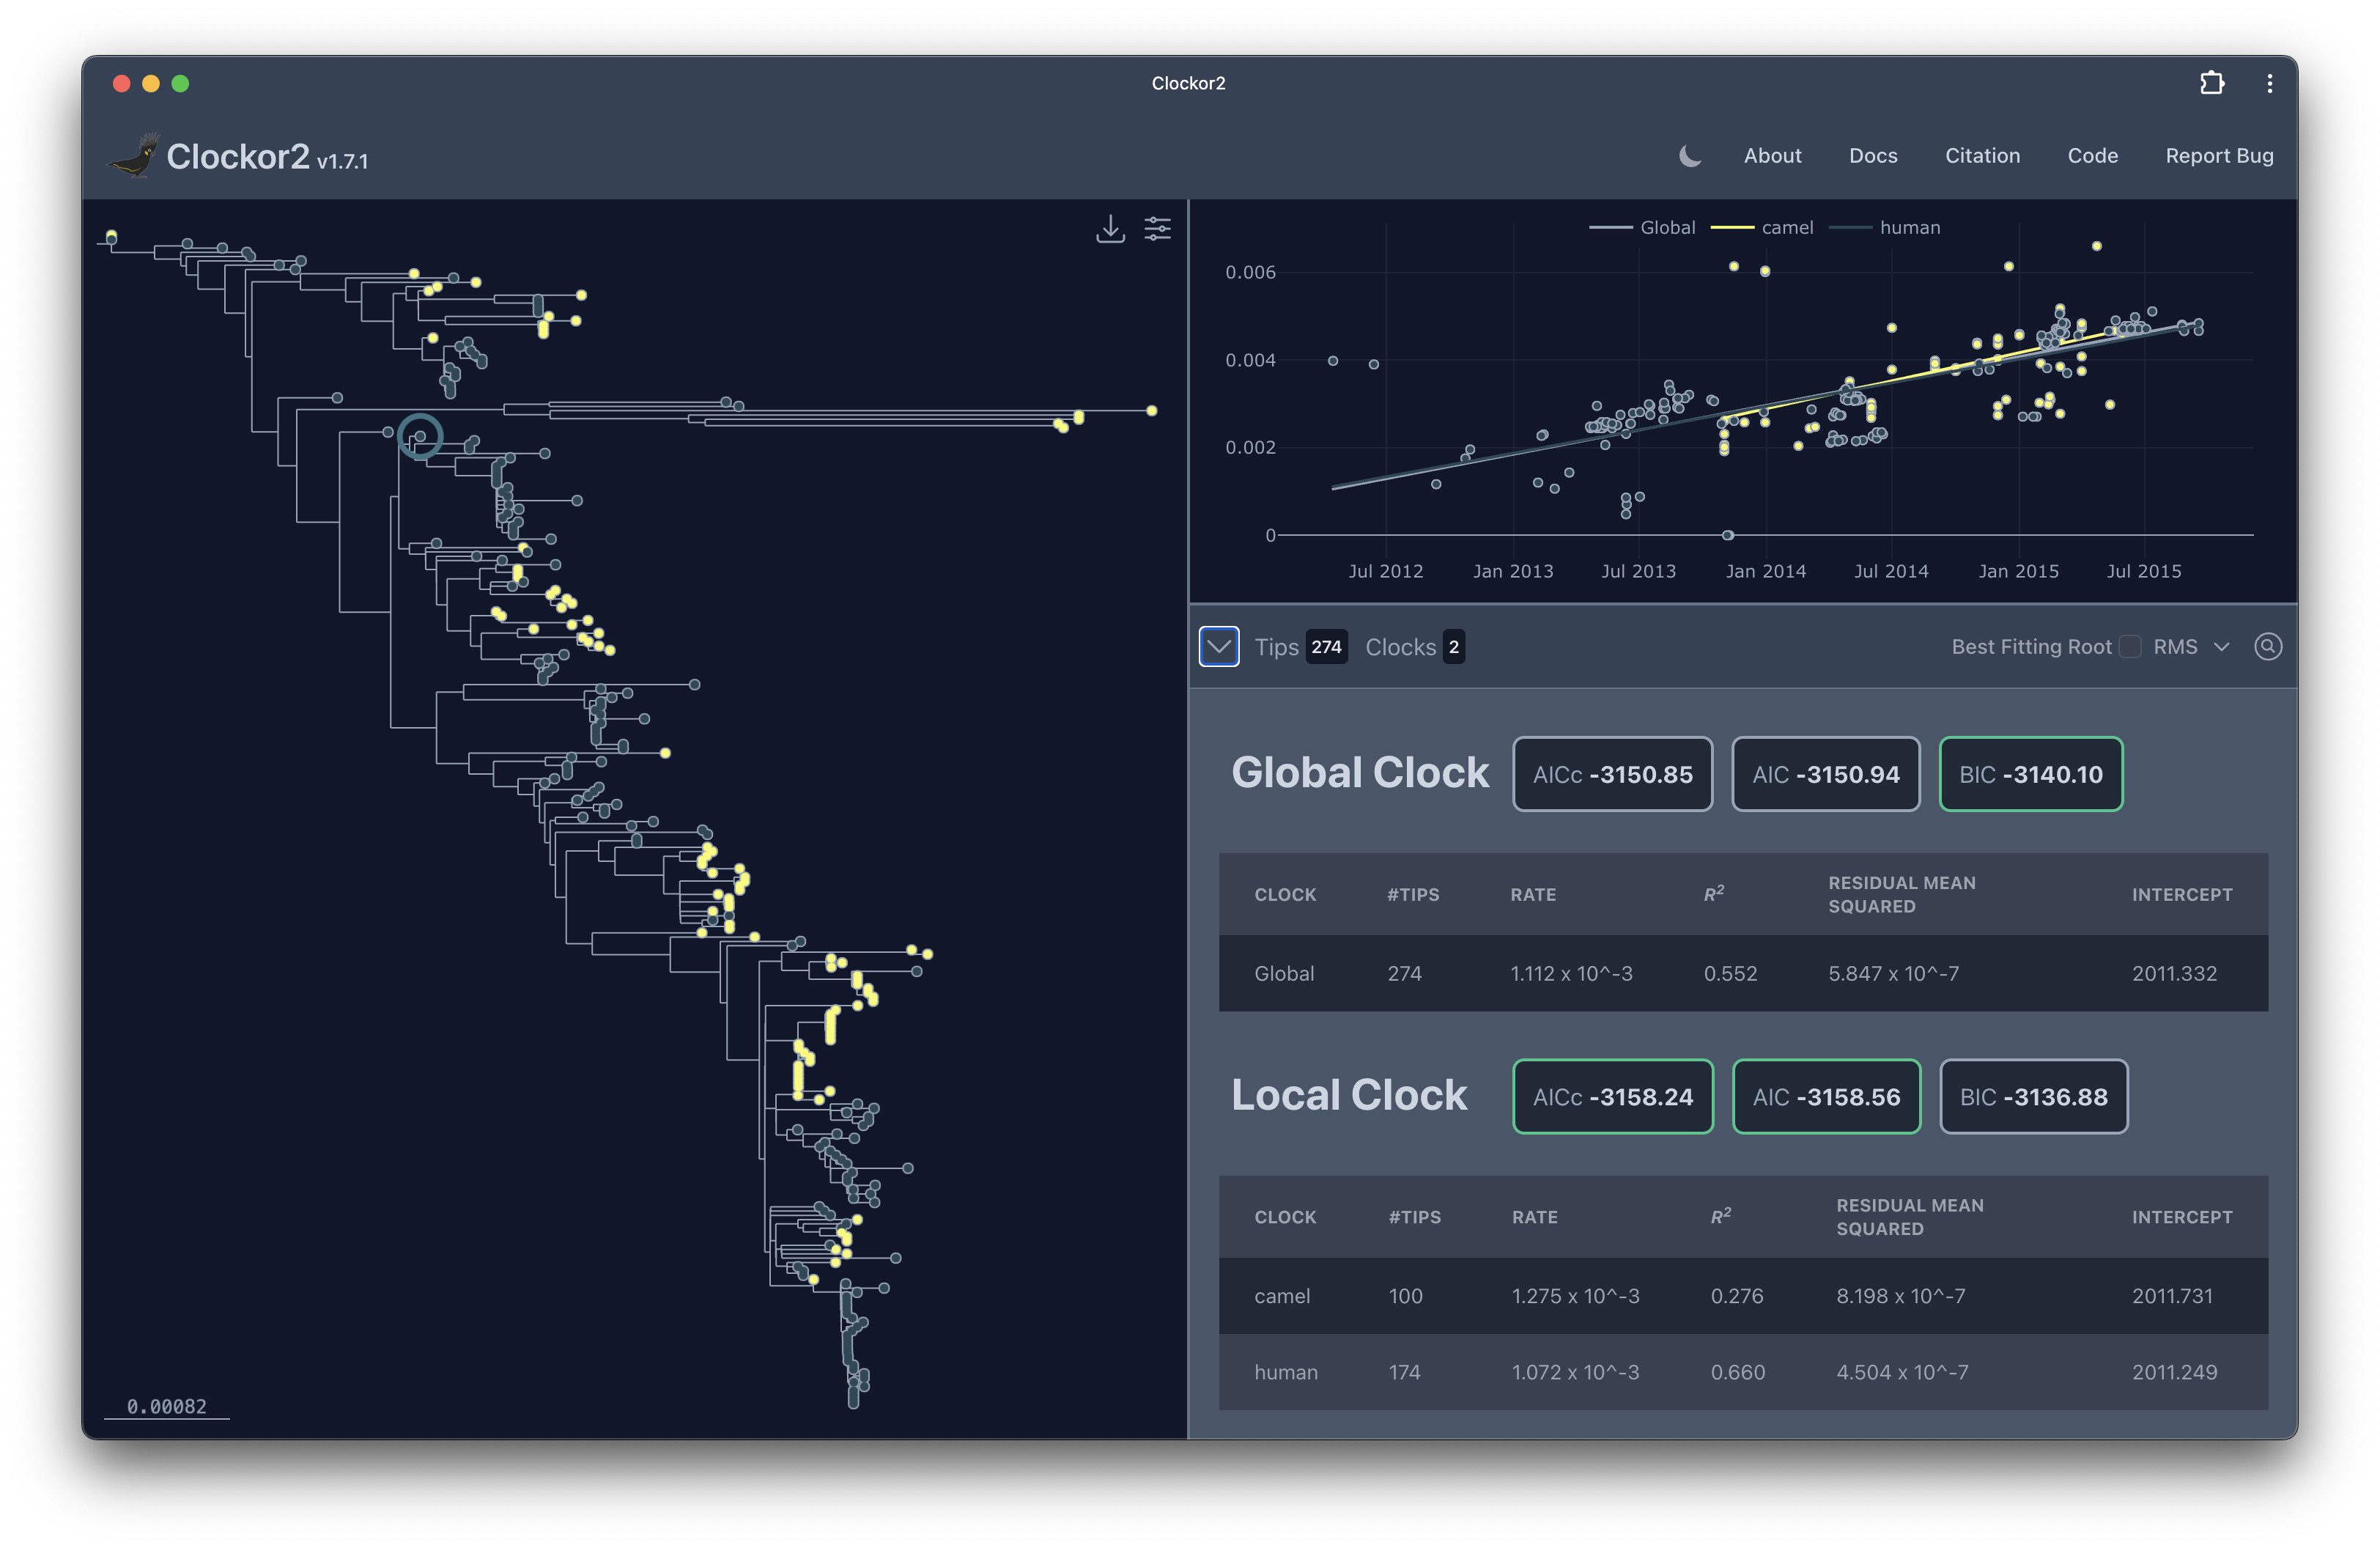 Clockor2
Clockor2 v1.7.1
About Docs Citation Code Report Bug
0.00082
Global camel human
0.006
0.004
0.002
0
Jul 2012 Jan 2013 Jul 2013 Jan 2014 Jul 2014 Jan 2015 Jul 2015
Tips 274 Clocks 2 Best Fitting Root RMS
Global Clock AICc -3150.85 AIC -3150.94 BIC -3140.10
CLOCK #TIPS RATE R² RESIDUAL MEAN SQUARED INTERCEPT
Global 274 1.112 x 10^-3 0.552 5.847 x 10^-7 2011.332
Local Clock AICc -3158.24 AIC -3158.56 BIC -3136.88
CLOCK #TIPS RATE R² RESIDUAL MEAN SQUARED INTERCEPT
camel 100 1.275 x 10^-3 0.276 8.198 x 10^-7 2011.731
human 174 1.072 x 10^-3 0.660 4.504 x 10^-7 2011.249